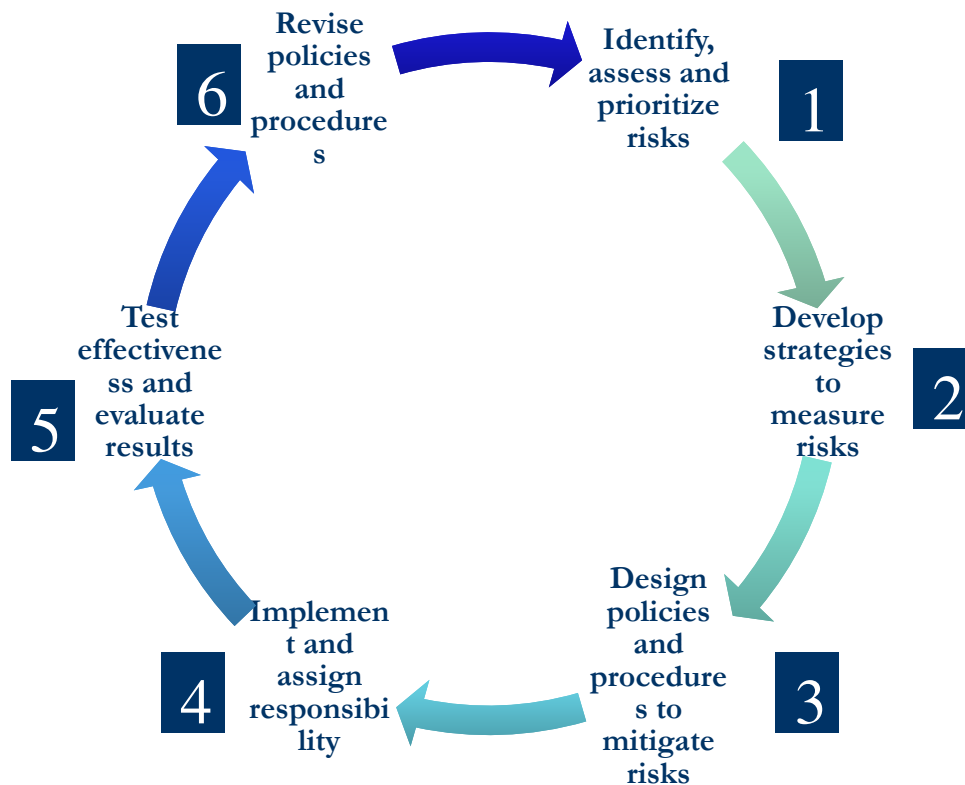 1
Identify,
assess and
prioritize
risks
2
Develop
strategies
to
measure
risks
3
Design
policies
and
procedure
s to
mitigate
risks
4
Implemen
t and
assign
responsibi
lity
5
Test
effectivene
ss and
evaluate
results
6
Revise
policies
and
procedure
s